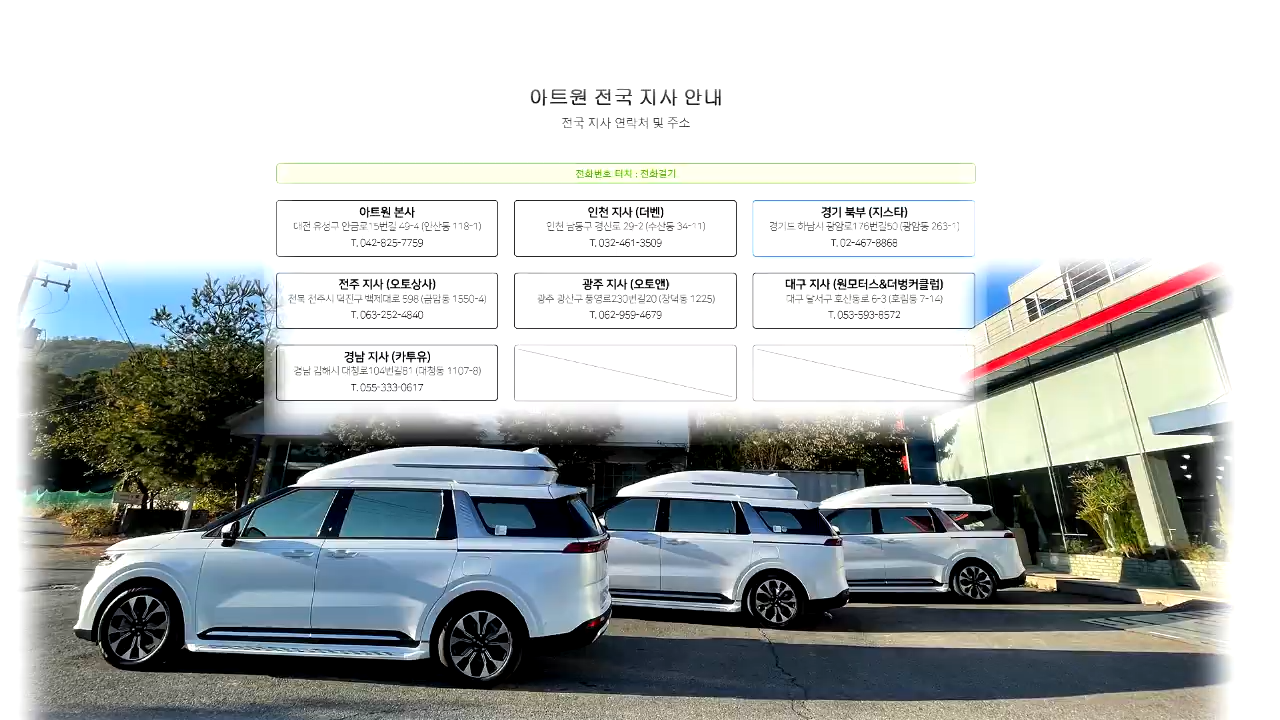 아트원 전국 지사 안내
전국 지사 연락처 및 주소
전화번호 터치 : 전화걸기
아트원 본사
대전 유성구 안금로15번길 49-4 (안산동 118-1)
T. 042-825-7759
인천 지사 (더벤)
인천 남동구 경신로 29-2 (수산동 34-11)
T. 032-461-3509
경기 북부 (지스타)
경기도 하남시 광암로176번길50 (광암동 263-1)
T. 02-467-8868
전주 지사 (오토상사)
전북 전주시 덕진구 백제대로 598 (금암동 1550-4)
T. 063-252-4840
광주 지사 (오토앤)
광주 광산구 풍영로230번길20 (장덕동 1225)
T. 062-959-4679
대구 지사 (원모터스&더벙커클럽)
대구 달서구 호산동로 6-3 (호림동 7-14)
T. 053-593-8572
경남 지사 (카투유)
경남 김해시 대청로104번길81 (대청동 1107-8)
T. 055-333-0617